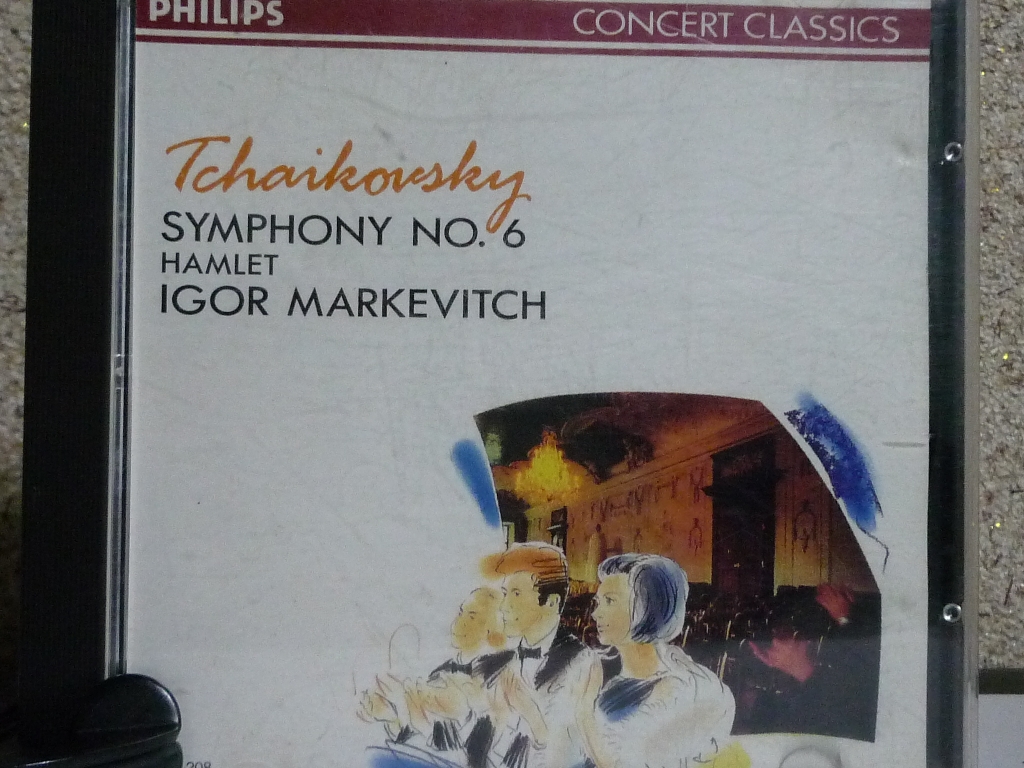 PHILIPS
CONCERT CLASSICS
Tchaikovsky
SYMPHONY NO. 6
HAMLET
IGOR MARKEVITCH